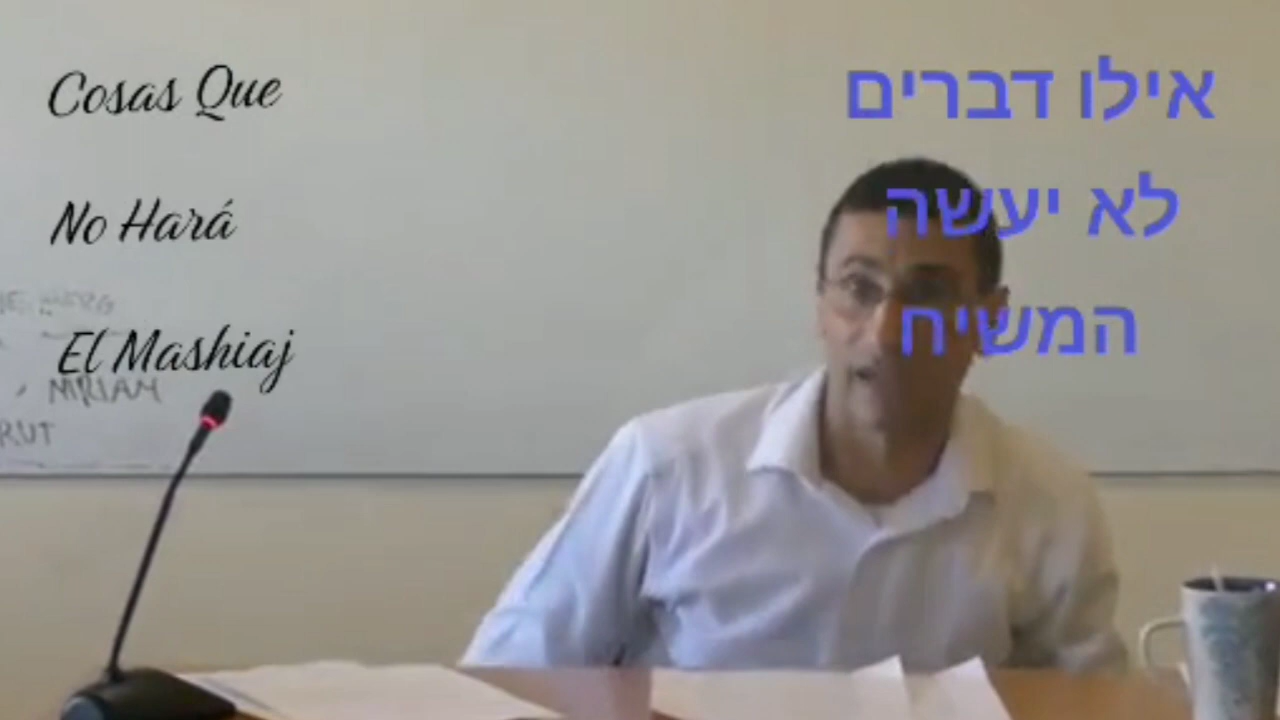 Cosas Que
No Hará
El Mashiaj
אילו דברים
לא יעשה
המשיח
MIRIAM
RUT